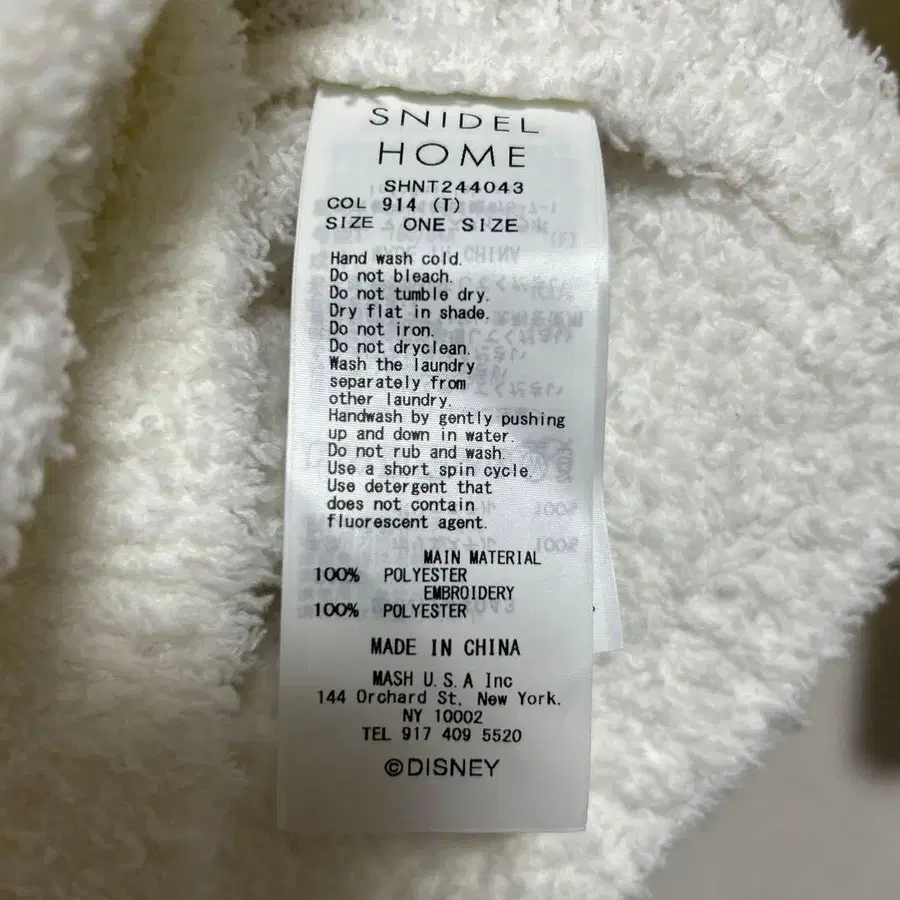 SNIDEL
HOME
SHNT244043
COL 914 (T)
SIZE ONE SIZE
Hand wash cold.
Do not bleach.
Do not tumble dry.
Dry flat in shade.
Do not iron.
Do not dryclean.
Wash the laundry
separately from
other laundry.
Handwash by gently pushing
up and down in water.
Do not rub and wash.
Use a short spin cycle.
Use detergent that
does not contain
fluorescent agent.
MAIN MATERIAL
100% POLYESTER
EMBROIDERY
100% POLYESTER
MADE IN CHINA
MASH U.S.A Inc
144 Orchard St, New York.
NY 10002
TEL 917 409 5520
©DISNEY